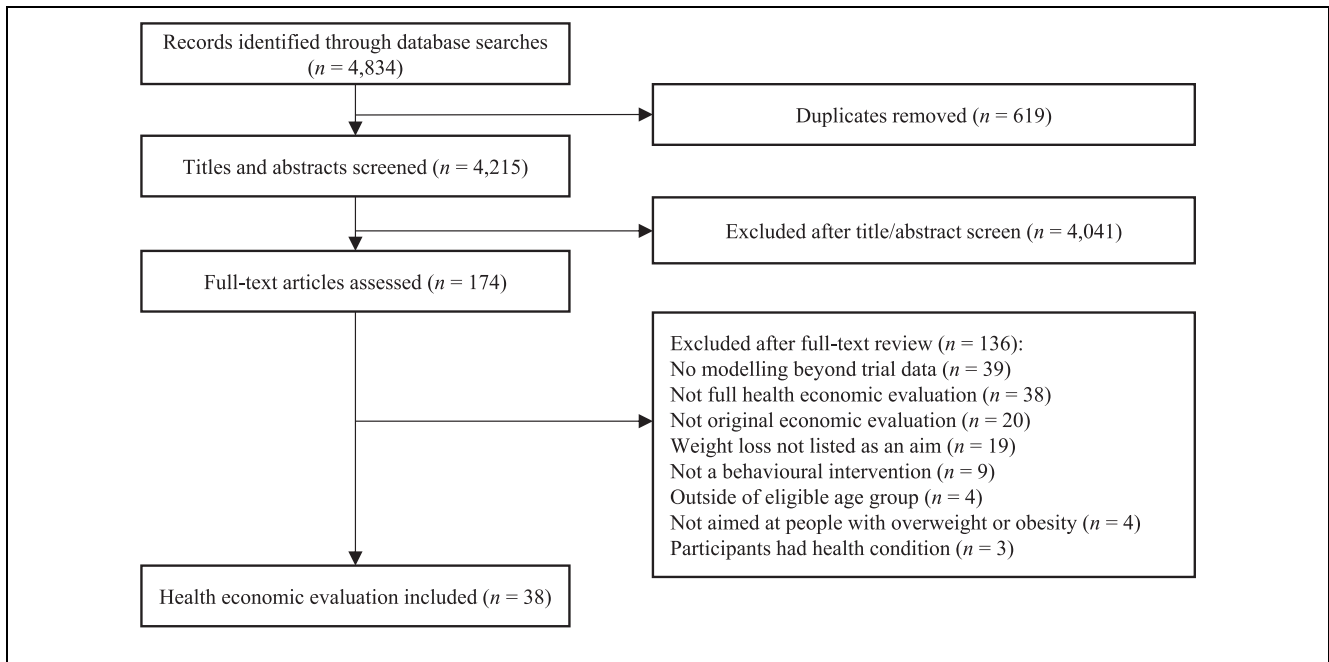 Records identified through database searches
(n = 4,834)
Duplicates removed (n = 619)
Titles and abstracts screened (n = 4,215)
Excluded after title/abstract screen (n = 4,041)
Full-text articles assessed (n = 174)
Excluded after full-text review (n = 136):
No modelling beyond trial data (n = 39)
Not full health economic evaluation (n = 38)
Not original economic evaluation (n = 20)
Weight loss not listed as an aim (n = 19)
Not a behavioural intervention (n = 9)
Outside of eligible age group (n = 4)
Not aimed at people with overweight or obesity (n = 4)
Participants had health condition (n = 3)
Health economic evaluation included (n = 38)